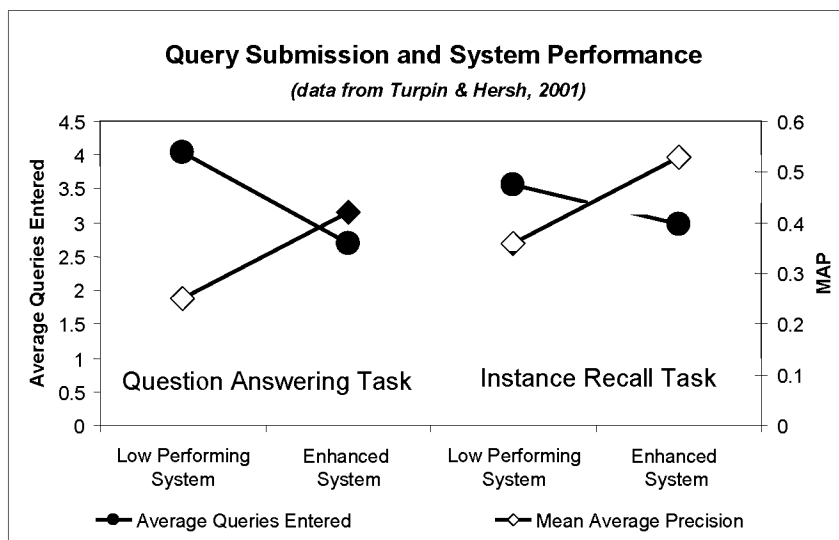 Query Submission and System Performance
(data from Turpin & Hersh, 2001)
4.5
4
3.5
3
2.5
2
1.5
1
0.5
0
Average Queries Entered
0.6
0.5
0.4
0.3
0.2
0.1
0
MAP
Question Answering Task
Instance Recall Task
Low Performing
System
Enhanced
System
Low Performing
System
Enhanced
System
Average Queries Entered
Mean Average Precision